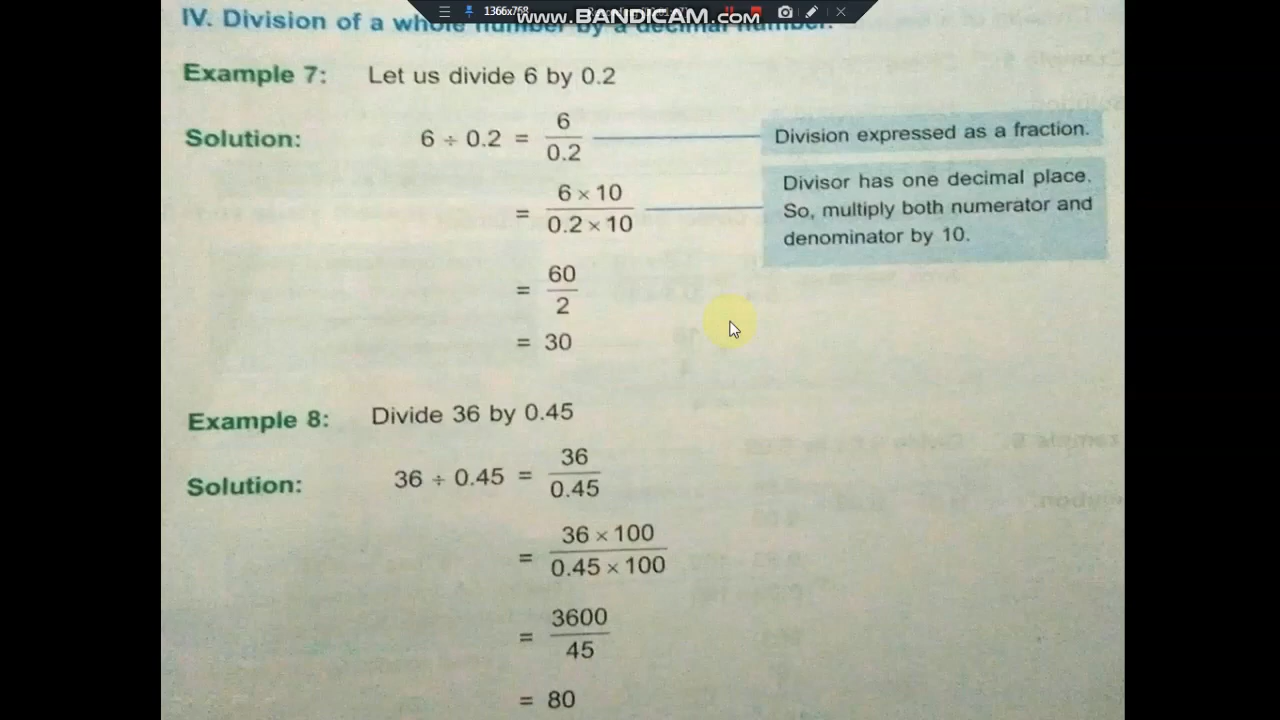 1366x768
www.BANDICAM.com
IV. Division of a whole number by a decimal number.
Example 7: Let us divide 6 by 0.2
Solution: 6 ÷ 0.2 = 6/0.2 Division expressed as a fraction.
= 6 × 10/0.2 × 10 Divisor has one decimal place.
So, multiply both numerator and
denominator by 10.
= 60/2
= 30
Example 8: Divide 36 by 0.45
Solution: 36 ÷ 0.45 = 36/0.45
= 36 × 100/0.45 × 100
= 3600/45
= 80